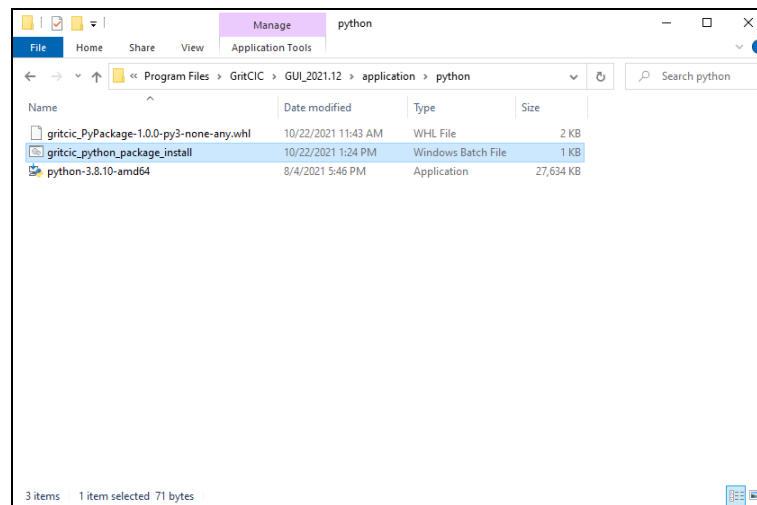 Manage python
File Home Share View Application Tools
« Program Files › GritCIC › GUI_2021.12 › application › python Search python
Name Date modified Type Size
gritcic_PyPackage-1.0.0-py3-none-any.whl 10/22/2021 11:43 AM WHL File 2 KB
gritcic_python_package_install 10/22/2021 1:24 PM Windows Batch File 1 KB
python-3.8.10-amd64 8/4/2021 5:46 PM Application 27,634 KB
3 items 1 item selected 71 bytes